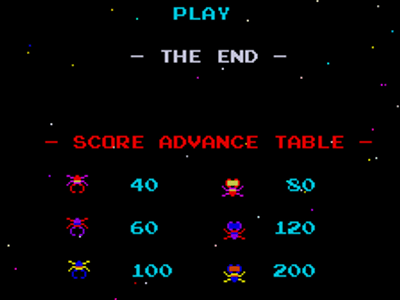 PLAY
- THE END -
- SCORE ADVANCE TABLE -
40 80
60 120
100 200